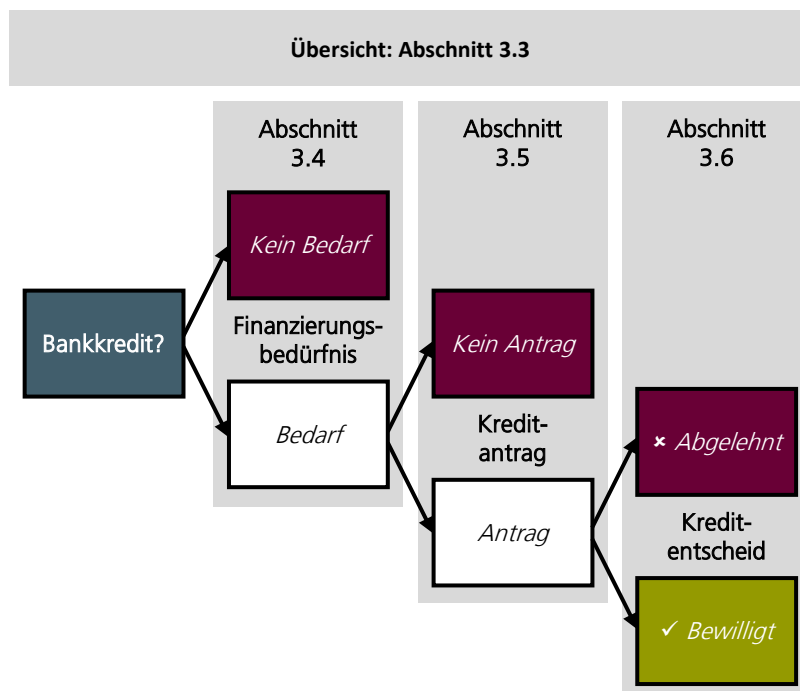 Übersicht: Abschnitt 3.3
Abschnitt
3.4
Abschnitt
3.5
Abschnitt
3.6
Kein Bedarf
Bankkredit?
Finanzierungs-
bedürfnis
Kein Antrag
Bedarf
Kredit-
antrag
× Abgelehnt
Antrag
Kredit-
entscheid
✓ Bewilligt